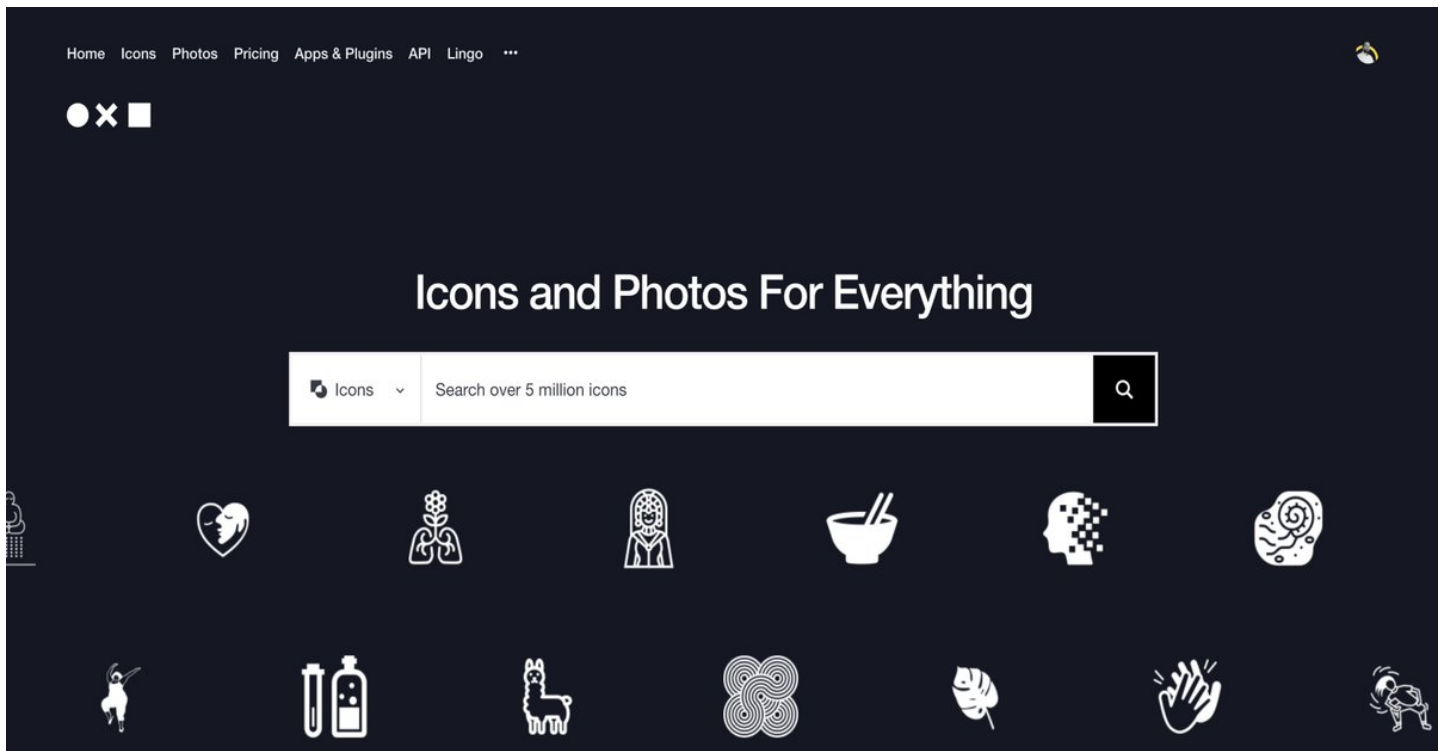 Home Icons Photos Pricing Apps & Plugins API Lingo •••
Icons and Photos For Everything
Icons
Search over 5 million icons